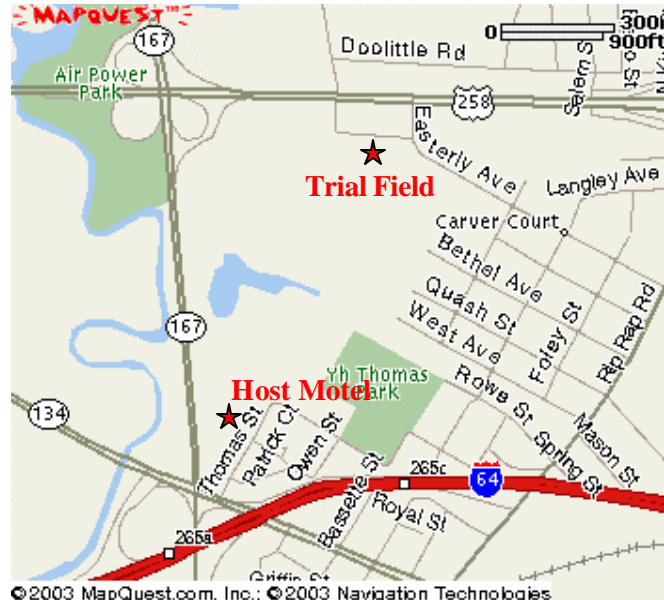 MAPQUEST™
300m
0
900ft
167
Doolittle Rd
Salem St
Air Power
Park
258
Easterly Ave
Trial Field
Langley Ave
Carver Court
Bethel Ave
Quash St
West Ave
Foley St
Rip Rap Rd
167
Yh Thomas
Park
Host Motel
134
Rowe St
Thomas St
Patrick Ct
Owen St
Spring St
Mason St
265c
64
Bassette St
Royal St
265a
Griffin St
©2003 MapQuest.com, Inc.; ©2003 Navigation Technologies